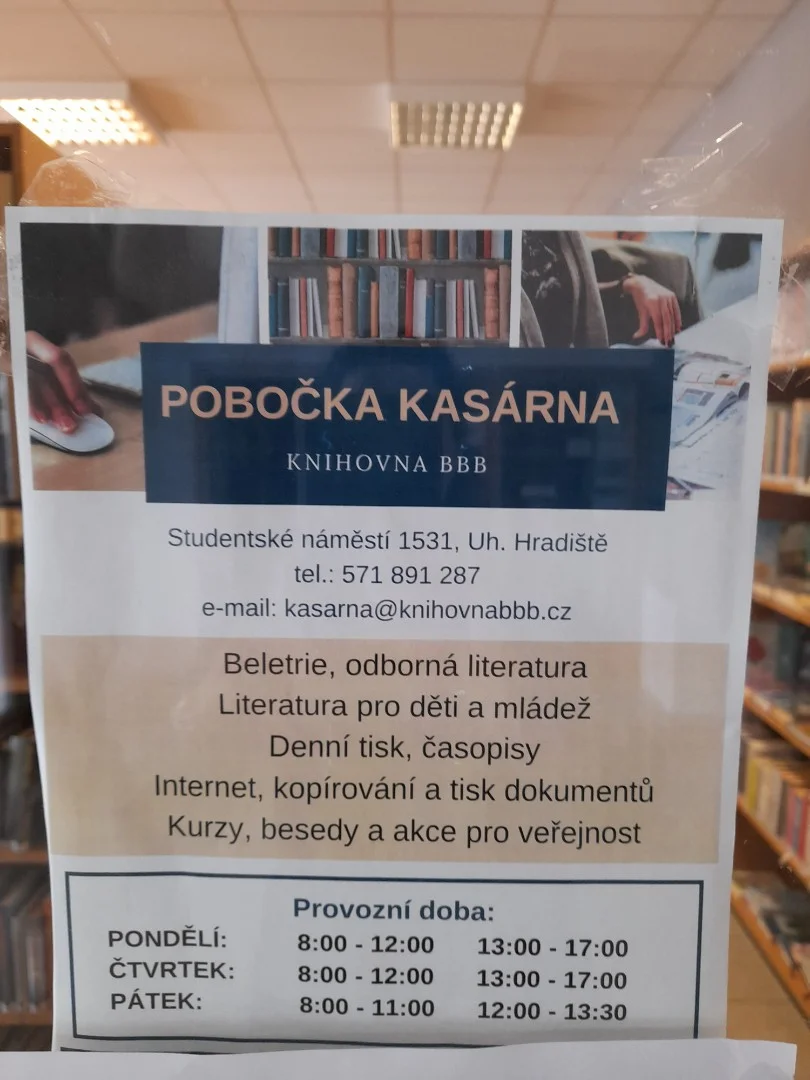 POBOČKA KASÁRNA
KNIHOVNA BBB
Studentské náměstí 1531, Uh. Hradiště
tel.: 571 891 287
e-mail: kasarna@knihovnabbb.cz
Beletrie, odborná literatura
Literatura pro děti a mládež
Denní tisk, časopisy
Internet, kopírování a tisk dokumentů
Kurzy, besedy a akce pro veřejnost
Provozní doba:
PONDĚLÍ: 8:00 - 12:00 13:00 - 17:00
ČTVRTEK: 8:00 - 12:00 13:00 - 17:00
PÁTEK: 8:00 - 11:00 12:00 - 13:30